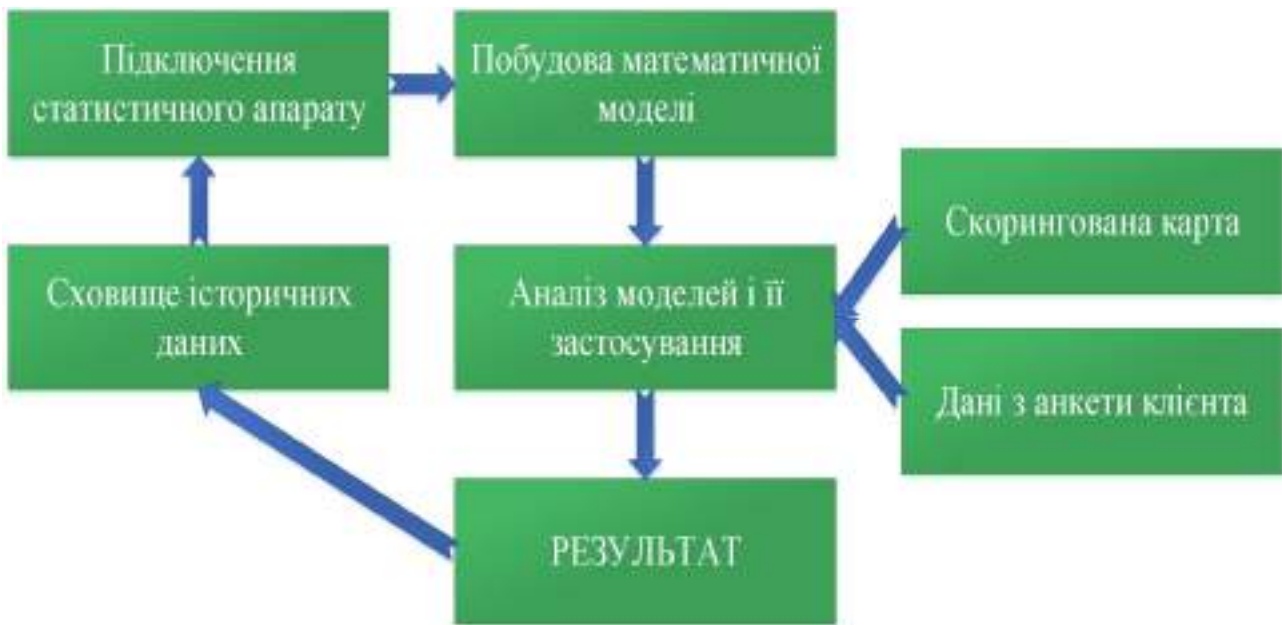 Підключення
статистичного апарату
Побудова математичної
моделі
Скорингована карта
Сховище історичних
даних
Аналіз моделей і її
застосування
Дані з анкети клієнта
РЕЗУЛЬТАТ